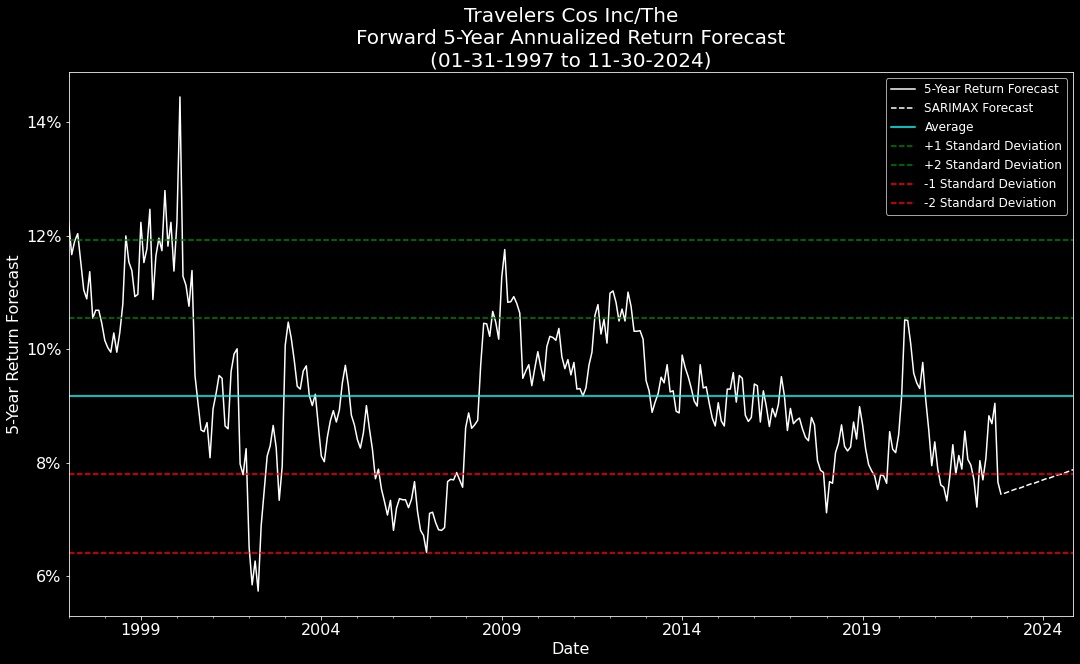 Travelers Cos Inc/The
Forward 5-Year Annualized Return Forecast
(01-31-1997 to 11-30-2024)
5-Year Return Forecast
SARIMAX Forecast
Average
+1 Standard Deviation
+2 Standard Deviation
-1 Standard Deviation
-2 Standard Deviation
14%
12%
10%
8%
6%
5-Year Return Forecast
1999
2004
2009
2014
2019
2024
Date